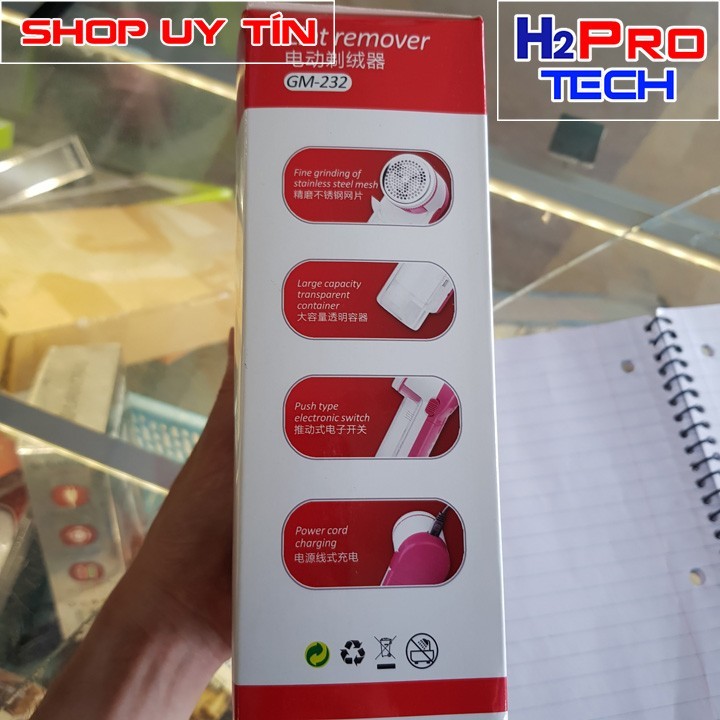 SHOP UY TÍN
H2PRO
TECH
remover
电动剃绒器
GM-232
Fine grinding of
stainless steel mesh
精磨不锈钢网片
Large capacity
transparent
container
大容量透明容器
Push type
electronic switch
推动式电子开关
Power cord
charging
电源线式充电